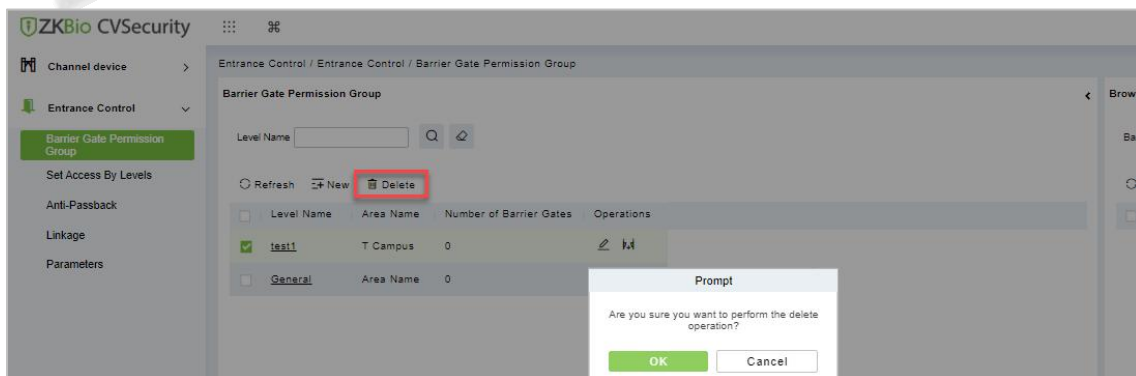 ZKBio CVSecurity
Channel device
Entrance Control / Entrance Control / Barrier Gate Permission Group
Entrance Control
Barrier Gate Permission Group
Brow
Barrier Gate Permission
Group
Level Name
Ba
Set Access By Levels
Refresh New Delete
Anti-Passback
Level Name Area Name Number of Barrier Gates Operations
Linkage
test1 T Campus 0
Parameters
General Area Name 0
Prompt
Are you sure you want to perform the delete
operation?
OK Cancel